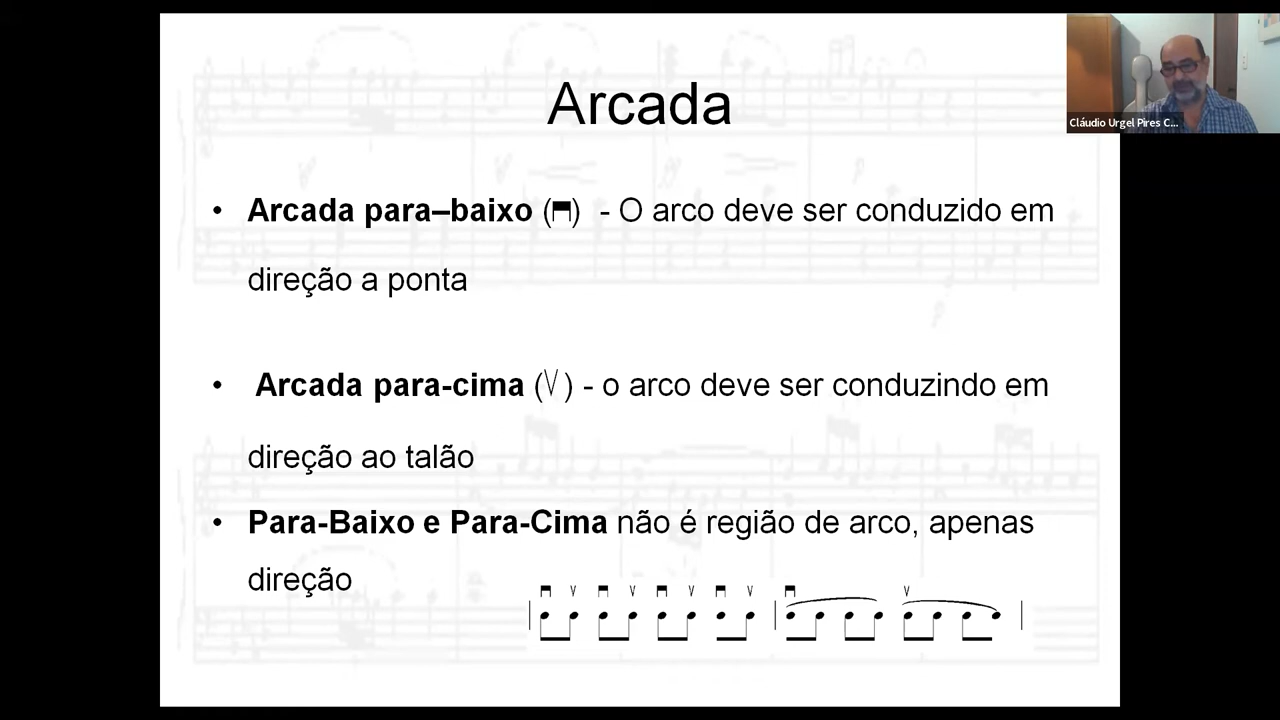 Arcada
Cláudio Urgel Pires C...
• Arcada para–baixo ( ) - O arco deve ser conduzido em
direção a ponta
• Arcada para-cima (V) - o arco deve ser conduzindo em
direção ao talão
• Para-Baixo e Para-Cima não é região de arco, apenas
direção